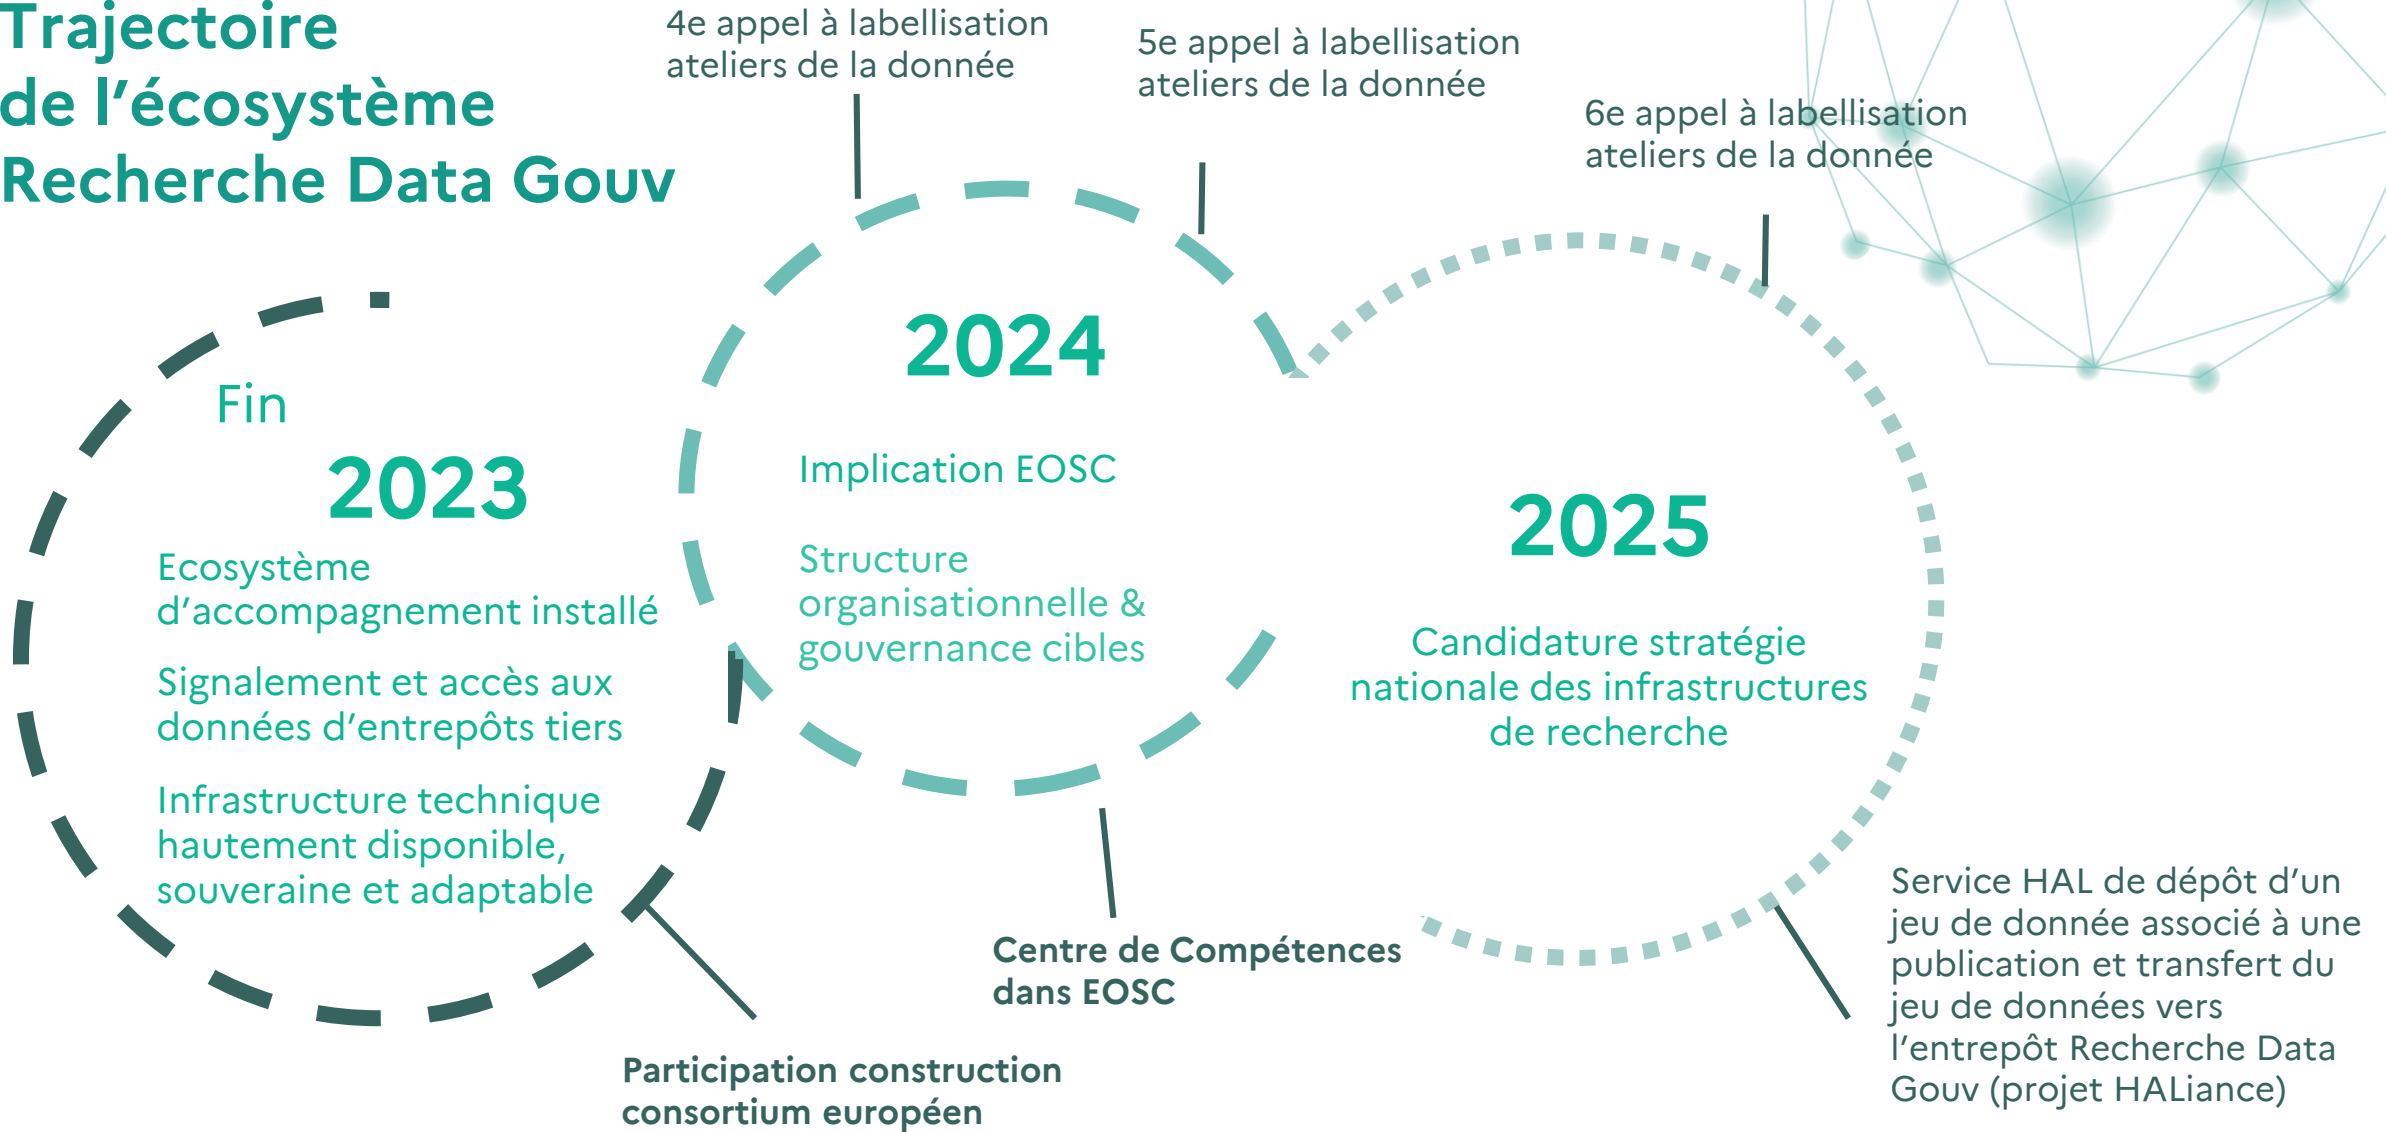 Trajectoire
de l'écosystème
Recherche Data Gouv
4e appel à labellisation
ateliers de la donnée
5e appel à labellisation
ateliers de la donnée
6e appel à labellisation
ateliers de la donnée
Fin
2023
Ecosystème
d'accompagnement installé
Signalement et accès aux
données d'entrepôts tiers
Infrastructure technique
hautement disponible,
souveraine et adaptable
Participation construction
consortium européen
2024
Implication EOSC
Structure
organisationnelle &
gouvernance cibles
Centre de Compétences
dans EOSC
2025
Candidature stratégie
nationale des infrastructures
de recherche
Service HAL de dépôt d'un
jeu de donnée associé à une
publication et transfert du
jeu de données vers
l'entrepôt Recherche Data
Gouv (projet HALiance)